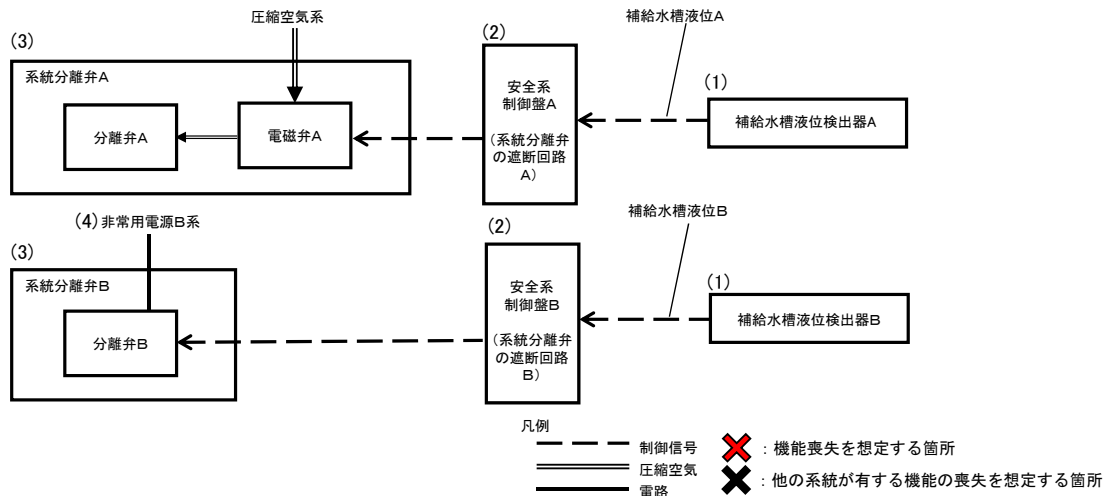 圧縮空気系
補給水槽液位A
(3)
(2)
(1)
系統分離弁A
分離弁A
電磁弁A
安全系
制御盤A
(系統分離弁
の遮断回路
A)
補給水槽液位検出器A
(4)非常用電源B系
補給水槽液位B
(3)
(2)
(1)
系統分離弁B
分離弁B
安全系
制御盤B
(系統分離弁
の遮断回路
B)
補給水槽液位検出器B
凡例
制御信号
圧縮空気
電路
:機能喪失を想定する箇所
:他の系統が有する機能の喪失を想定する箇所